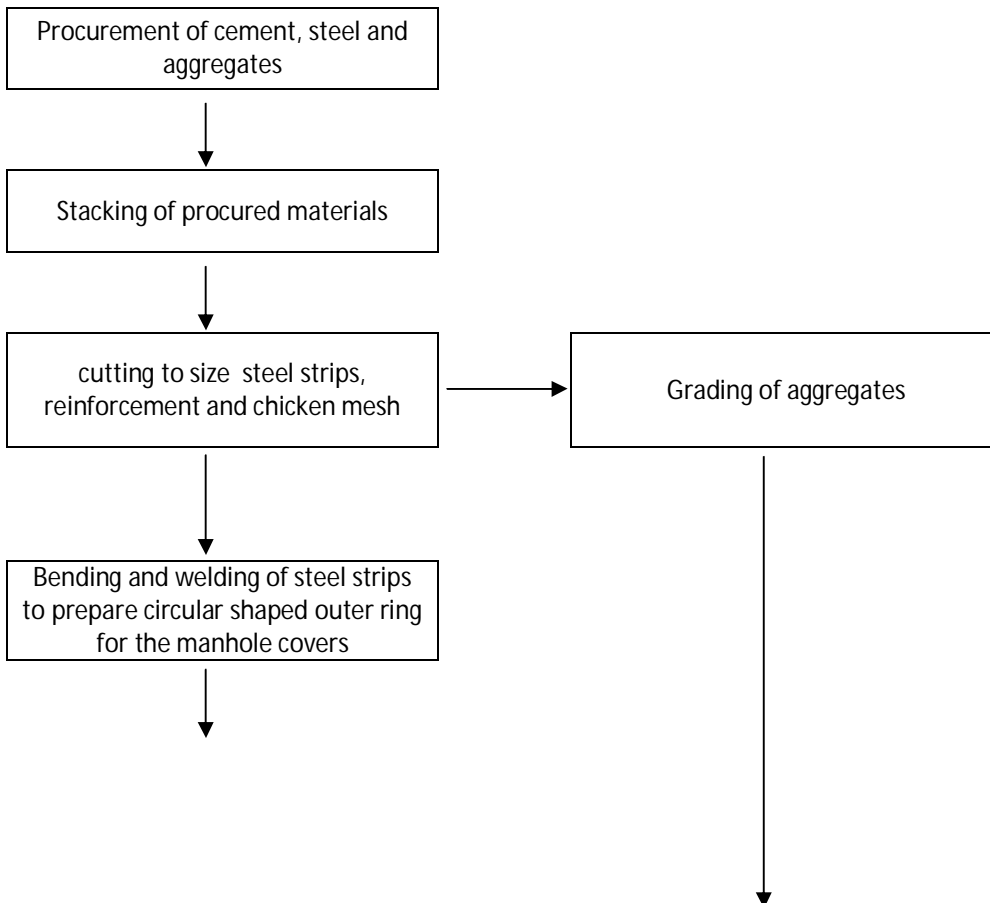 Procurement of cement, steel and
aggregates
Stacking of procured materials
cutting to size  steel strips,
reinforcement and chicken mesh
Grading of aggregates
Bending and welding of steel strips
to prepare circular shaped outer ring
for the manhole covers